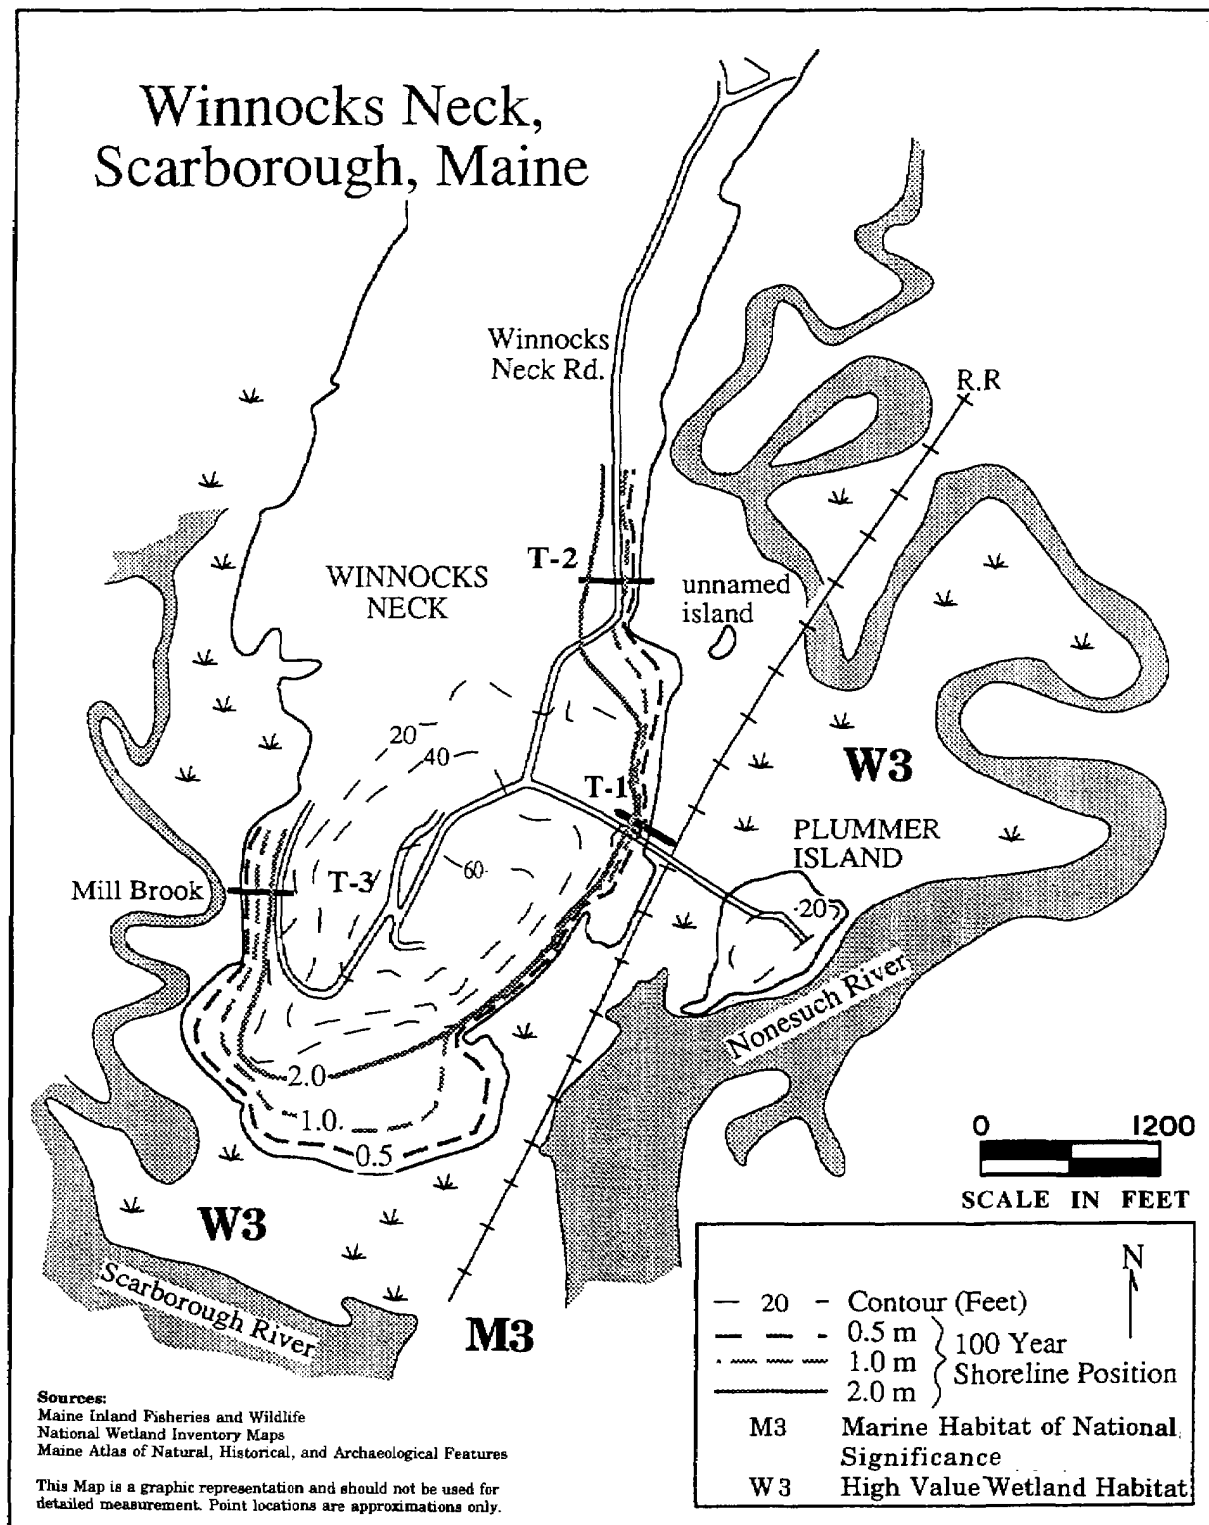 Winnocks Neck,
Scarborough, Maine
Winnocks
Neck Rd.
R.R
T-2
WINNOCKS
NECK
unnamed
island
20
40
W3
T-1
PLUMMER
ISLAND
60
Mill Brook
T-3
20
Nonesuch River
2.0
1.0
0.5
0 1200
SCALE IN FEET
W3
Scarborough River
M3
N
20 Contour (Feet)
0.5 m
1.0 m
2.0 m
100 Year
Shoreline Position
M3 Marine Habitat of National
Significance
W3 High Value Wetland Habitat
Sources:
Maine Inland Fisheries and Wildlife
National Wetland Inventory Maps
Maine Atlas of Natural, Historical, and Archaeological Features
This Map is a graphic representation and should not be used for
detailed measurement. Point locations are approximations only.